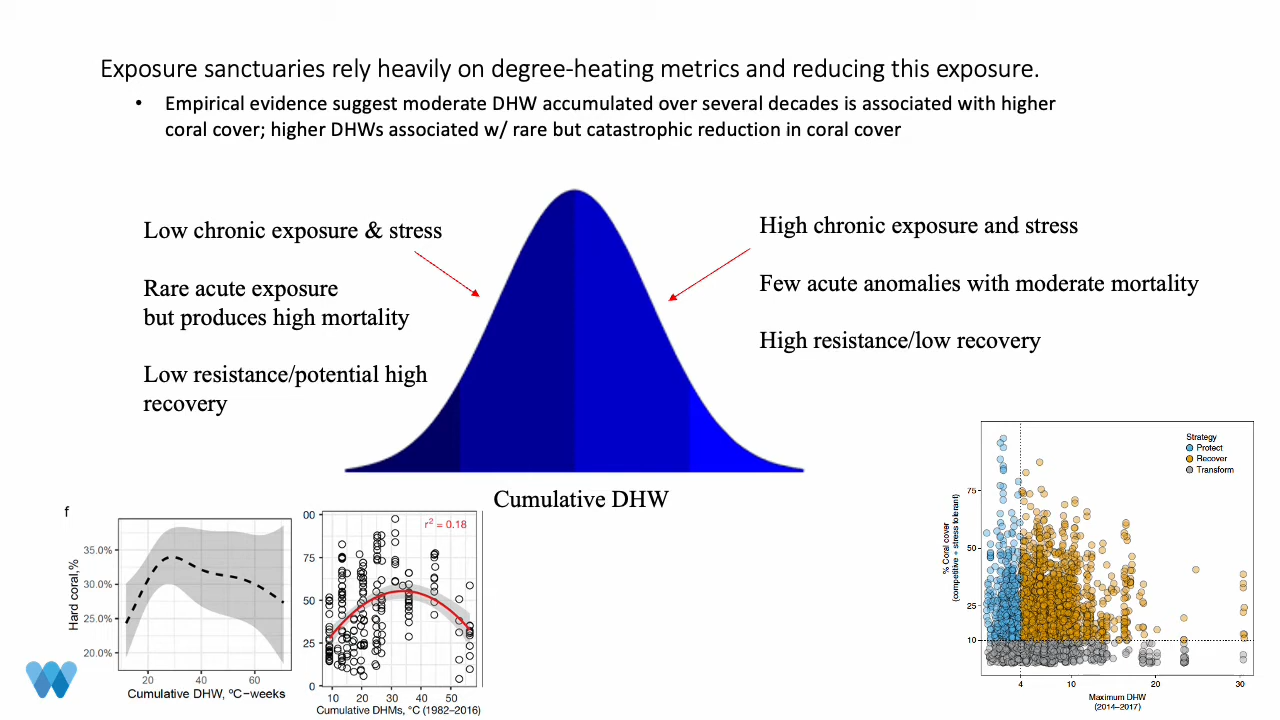 Exposure sanctuaries rely heavily on degree-heating metrics and reducing this exposure.
• Empirical evidence suggest moderate DHW accumulated over several decades is associated with higher
coral cover; higher DHWs associated w/ rare but catastrophic reduction in coral cover
Low chronic exposure & stress
Rare acute exposure
but produces high mortality
Low resistance/potential high
recovery
High chronic exposure and stress
Few acute anomalies with moderate mortality
High resistance/low recovery
Cumulative DHW
f
Hard coral,%
35.0%
30.0%
25.0%
20.0%
20 40 60
Cumulative DHW, ºC−weeks
r² = 0.18
00
75
50
25
0
10 20 30 40 50
Cumulative DHMs, °C (1982–2016)
Strategy
Protect
Recover
Transform
% Coral cover
(competitive + stress tolerant)
75
50
25
10
4 10 20 30
Maximum DHW
(2014–2017)